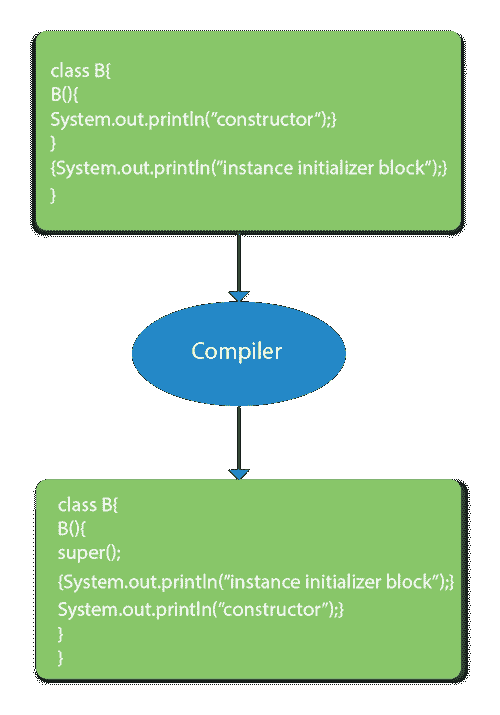 class B{
B(){
System.out.println("constructor");}
}
{System.out.println("instance initializer block");}
}
Compiler
class B{
B(){
super();
{System.out.println("instance initializer block");}
System.out.println("constructor");}
}
}